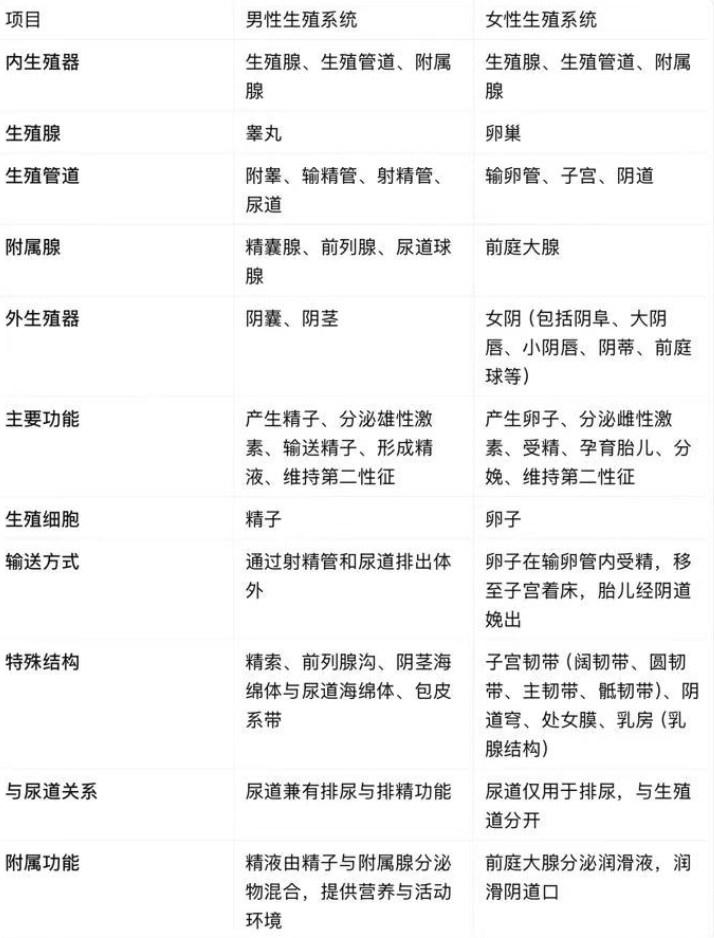 项目 男性生殖系统 女性生殖系统
内生殖器 生殖腺、生殖管道、附属 生殖腺、生殖管道、附属
腺 腺
生殖腺 睾丸 卵巢
生殖管道 附睾、输精管、射精管、 输卵管、子宫、阴道
尿道
附属腺 精囊腺、前列腺、尿道球 前庭大腺
腺
外生殖器 阴囊、阴茎 女阴（包括阴阜、大阴
唇、小阴唇、阴蒂、前庭
球等）
主要功能 产生精子、分泌雄性激 产生卵子、分泌雌性激
素、输送精子、形成精 素、受精、孕育胎儿、分
液、维持第二性征 娩、维持第二性征
生殖细胞 精子 卵子
输送方式 通过射精管和尿道排出体 卵子在输卵管内受精，移
外 至子宫着床，胎儿经阴道
娩出
特殊结构 精索、前列腺沟、阴茎海 子宫韧带（阔韧带、圆韧
绵体与尿道海绵体、包皮 带、主韧带、骶韧带）、阴
系带 道穹、处女膜、乳房（乳
腺结构）
与尿道关系 尿道兼有排尿与排精功能 尿道仅用于排尿，与生殖
道分开
附属功能 精液由精子与附属腺分泌 前庭大腺分泌润滑液，润
物混合，提供营养与活动 滑阴道口
环境